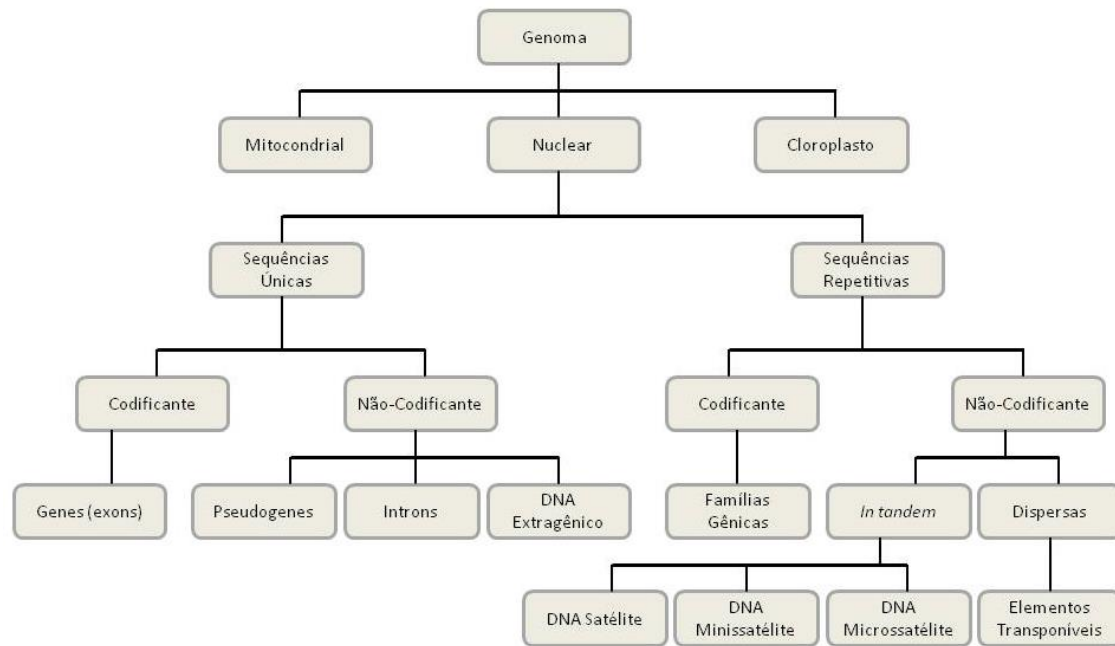 Genoma
Mitocondrial
Nuclear
Cloroplasto
Sequências
Únicas
Sequências
Repetitivas
Codificante
Não-Codificante
Codificante
Não-Codificante
Genes (exons)
Pseudogenes
Introns
DNA
Extragênico
Famílias
Gênicas
In tandem
Dispersas
DNA Satélite
DNA
Minissatélite
DNA
Microssatélite
Elementos
Transponíveis